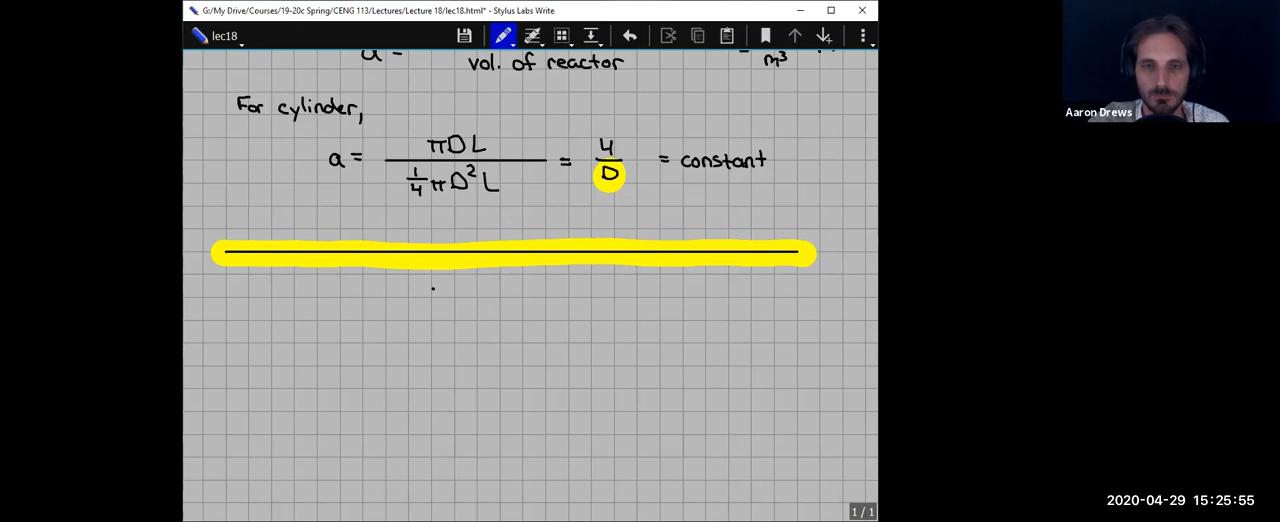 G:/My Drive/Courses/19-20c Spring/CENG 113/Lectures/Lecture 18/lec18.html* - Stylus Labs Write
lec18
a =
vol. of reactor
m³
For cylinder,
a = πDL / ¼πD²L = 4 / D = constant
Aaron Drews
1 / 1
2020-04-29 15:25:55